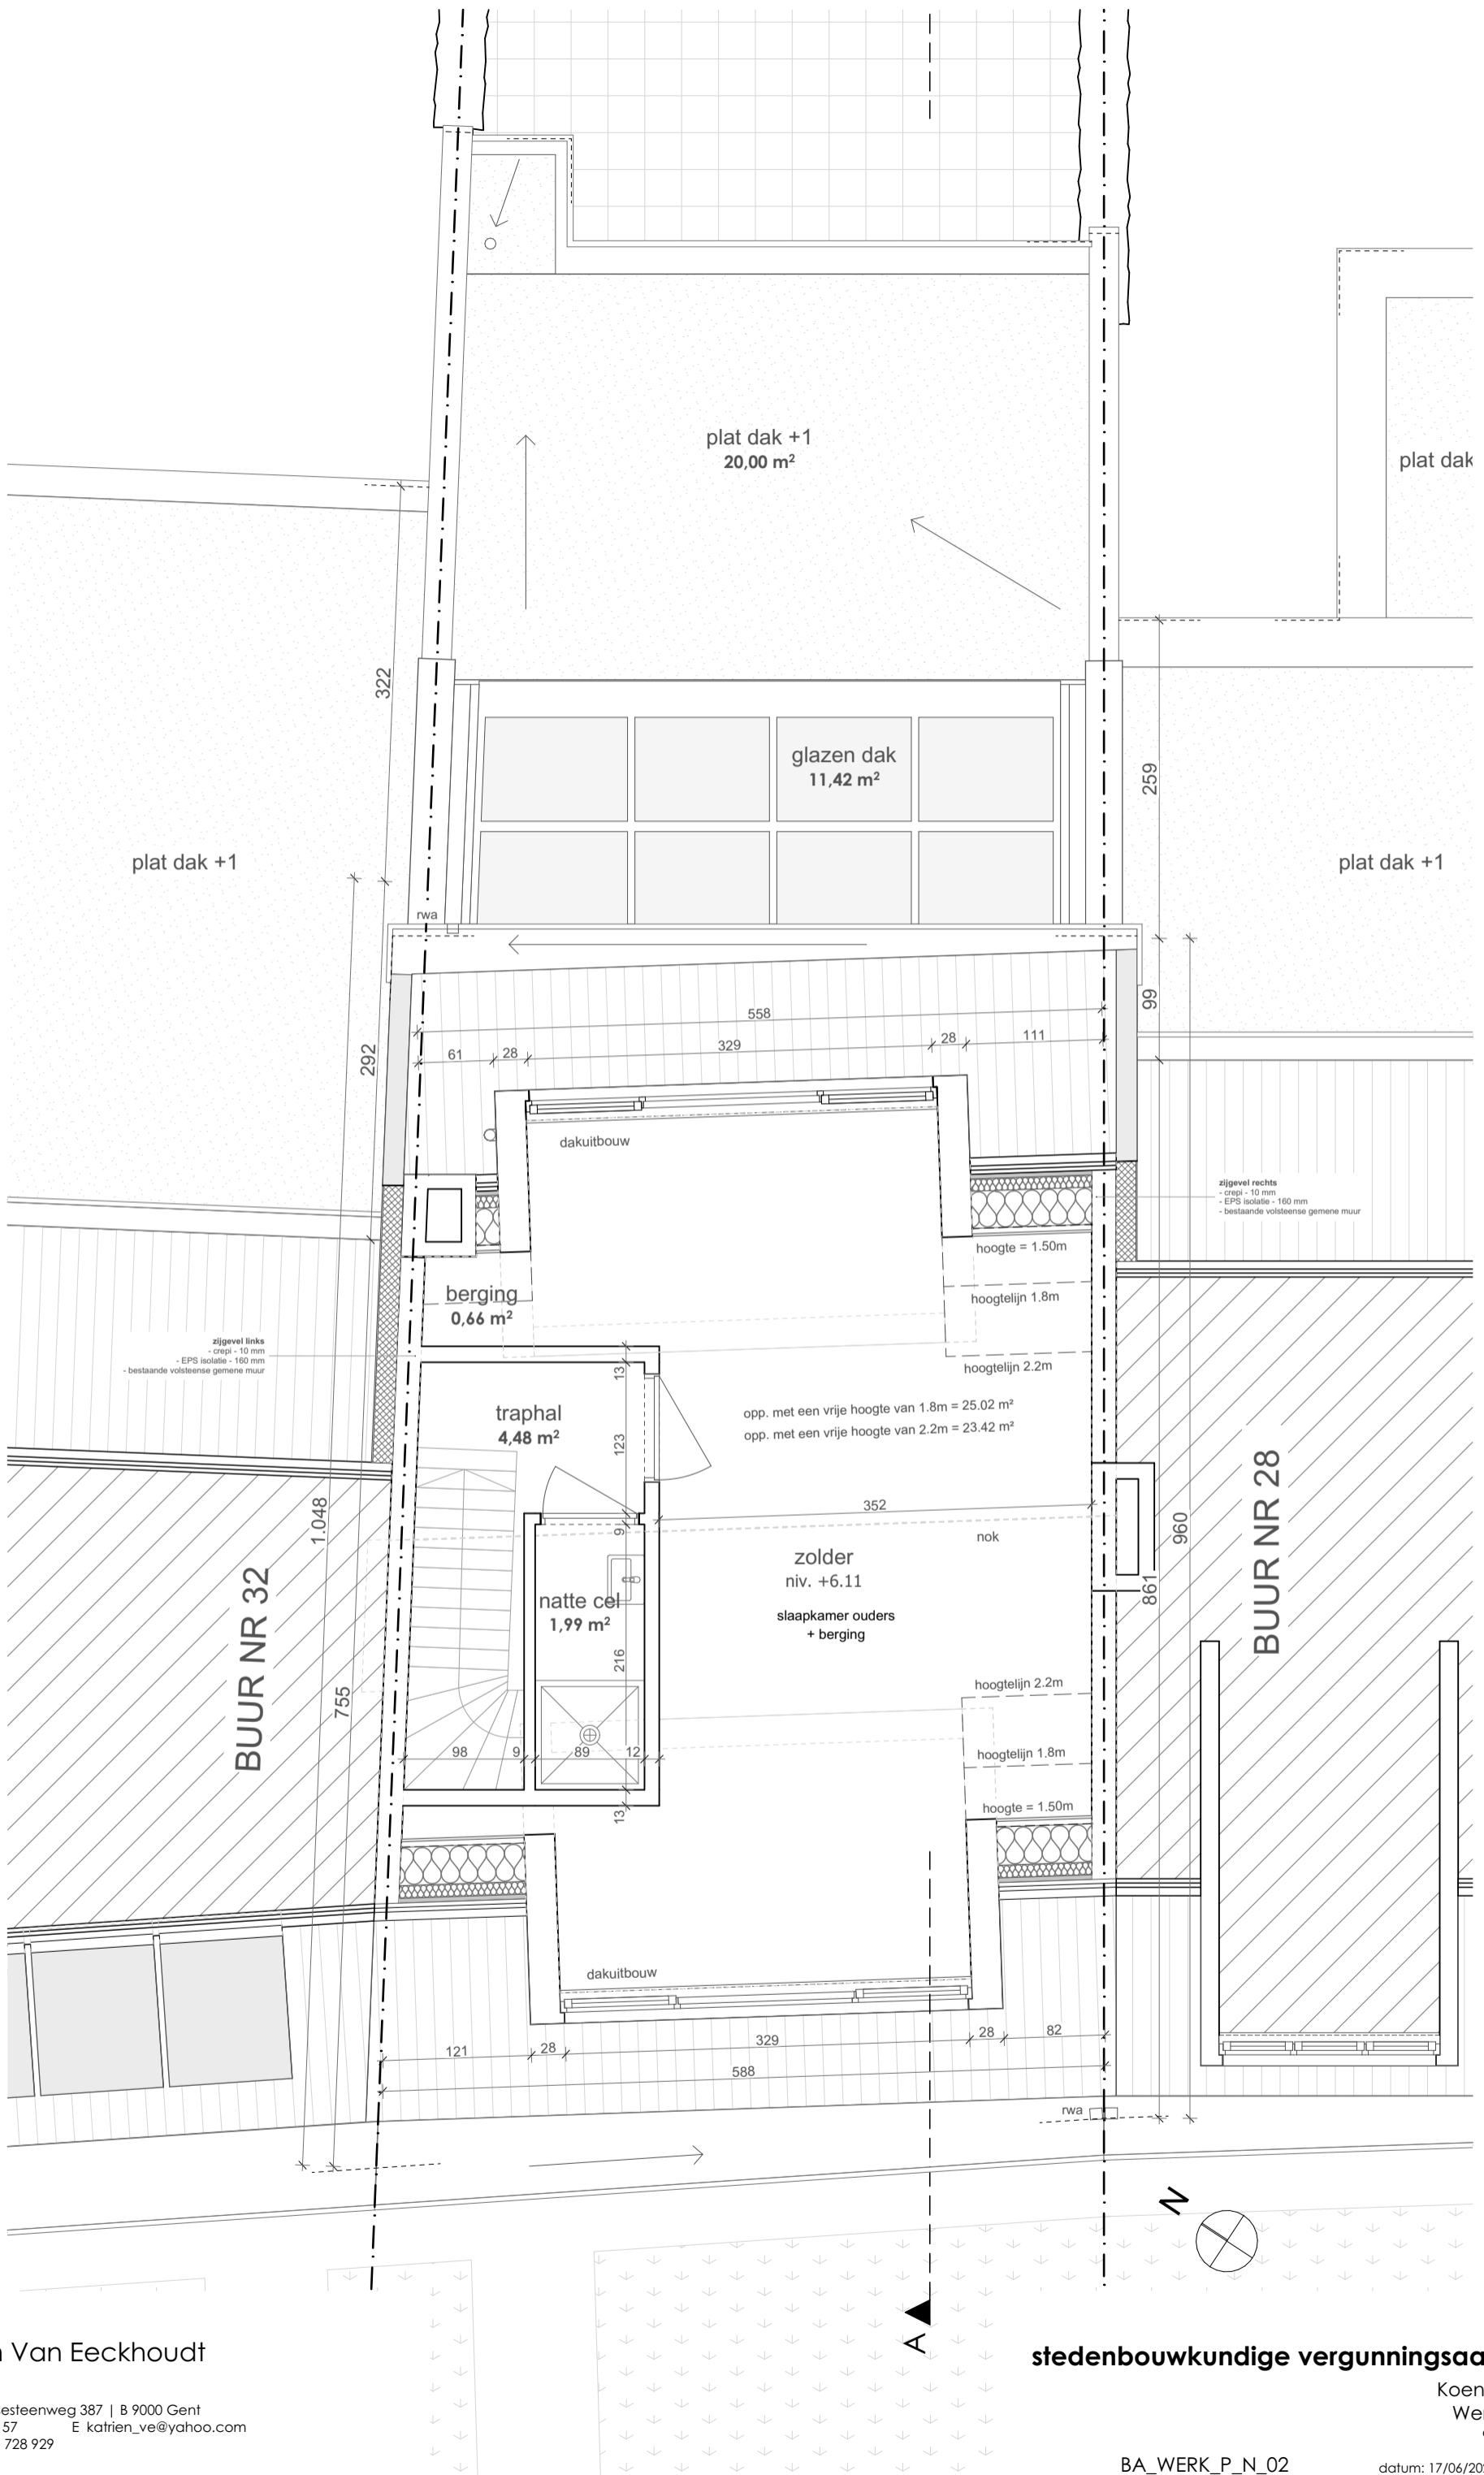 plat dak +1
20,00 m²
plat dak
322
glazen dak
11,42 m²
259
plat dak +1
plat dak +1
rwa
99
558
61
28
329
28
111
292
dakuitbouw
zijgevel rechts
- crepi - 10 mm
- EPS isolatie - 160 mm
- bestaande volsteense gemene muur
hoogte = 1.50m
berging
0,66 m²
hoogtelijn 1.8m
zijgevel links
- crepi - 10 mm
- EPS isolatie - 160 mm
- bestaande volsteense gemene muur
hoogtelijn 2.2m
13
traphal
4,48 m²
opp. met een vrije hoogte van 1.8m = 25.02 m²
opp. met een vrije hoogte van 2.2m = 23.42 m²
123
352
1.048
9
nok
960
BUUR NR 28
zolder
niv. +6.11
861
natte cel
1,99 m²
slaapkamer ouders
+ berging
BUUR NR 32
216
755
hoogtelijn 2.2m
98
9
89
12
hoogtelijn 1.8m
13
hoogte = 1.50m
dakuitbouw
121
28
329
28
82
588
rwa
N
A
n Van Eeckhoudt
stedenbouwkundige vergunningsaa
Koen
esteenweg 387 | B 9000 Gent
57 E katrien_ve@yahoo.com
728 929
BA_WERK_P_N_02
datum: 17/06/20